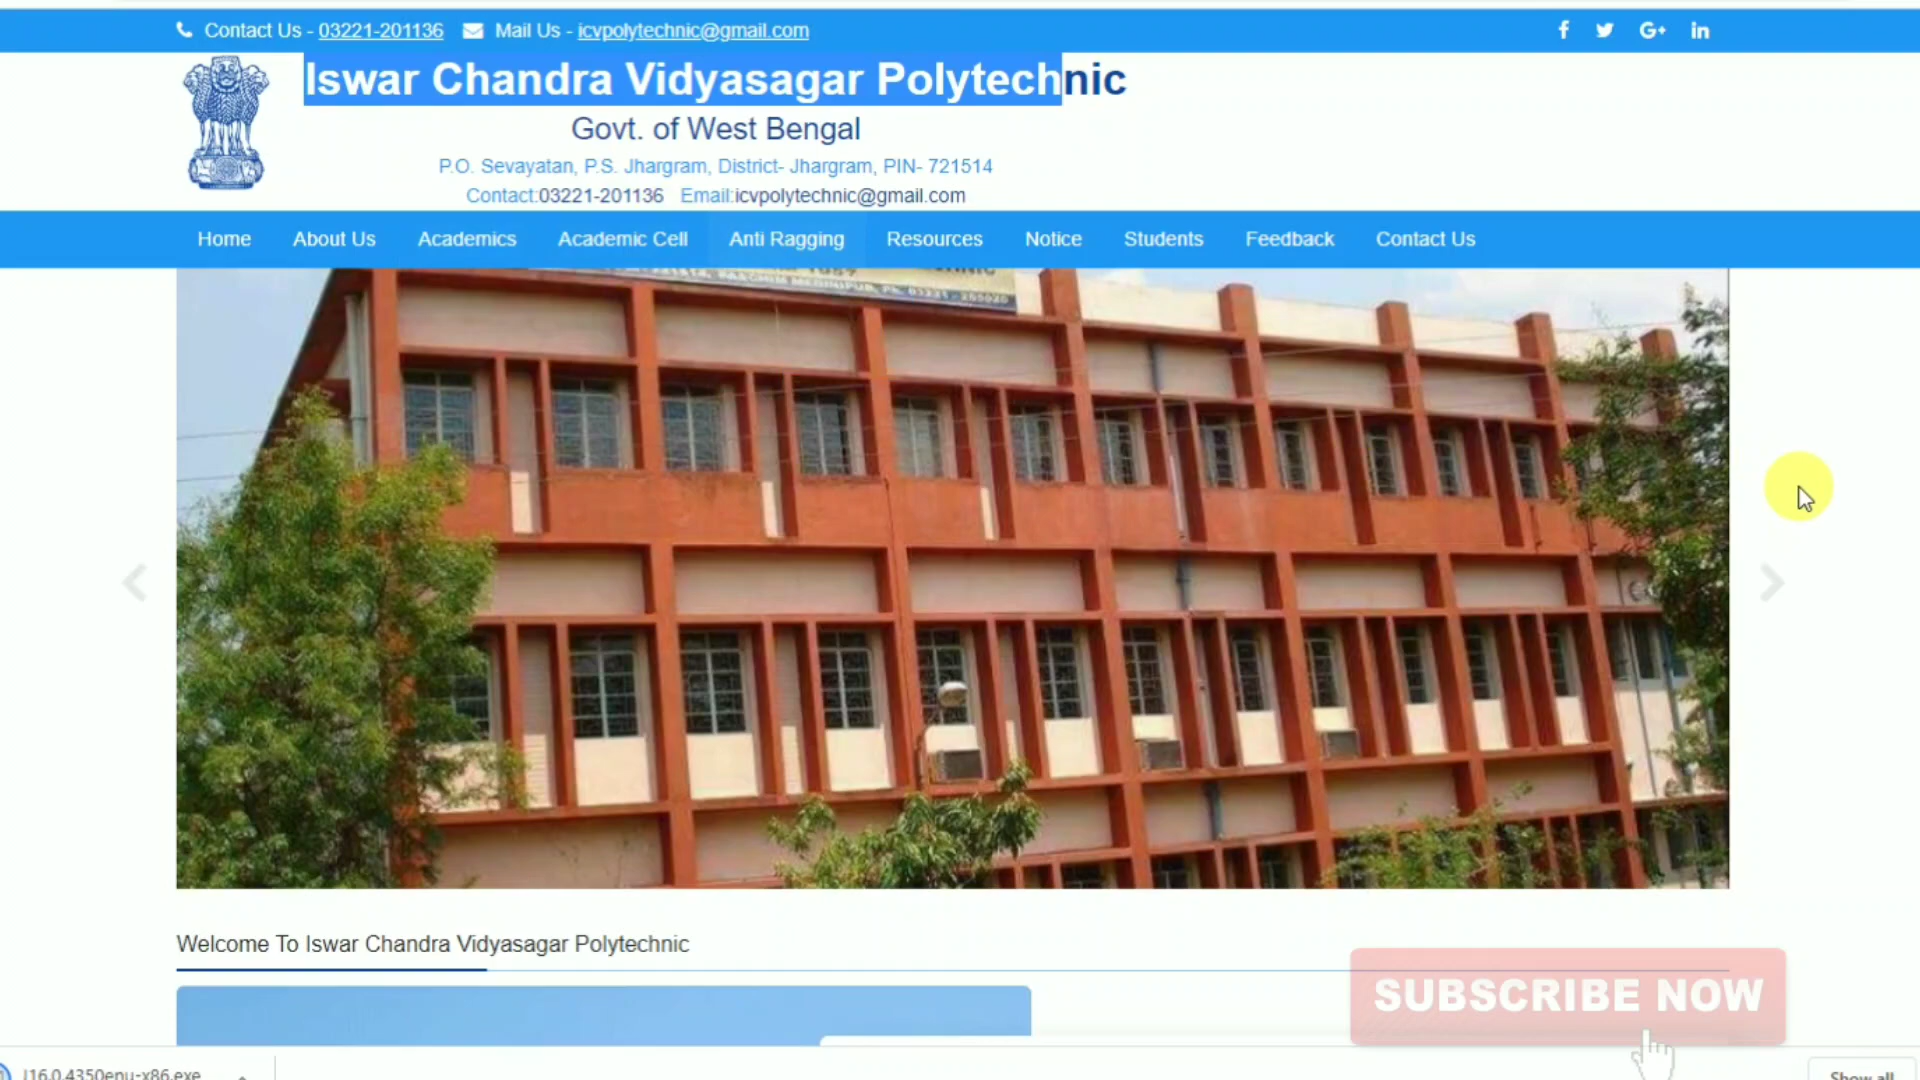 Contact Us - 03221-201136 Mail Us - icvpolytechnic@gmail.com
Iswar Chandra Vidyasagar Polytechnic
Govt. of West Bengal
P.O. Sevayatan, P.S. Jhargram, District- Jhargram, PIN- 721514
Contact:03221-201136 Email:icvpolytechnic@gmail.com
Home About Us Academics Academic Cell Anti Ragging Resources Notice Students Feedback Contact Us
Welcome To Iswar Chandra Vidyasagar Polytechnic
SUBSCRIBE NOW
Show all